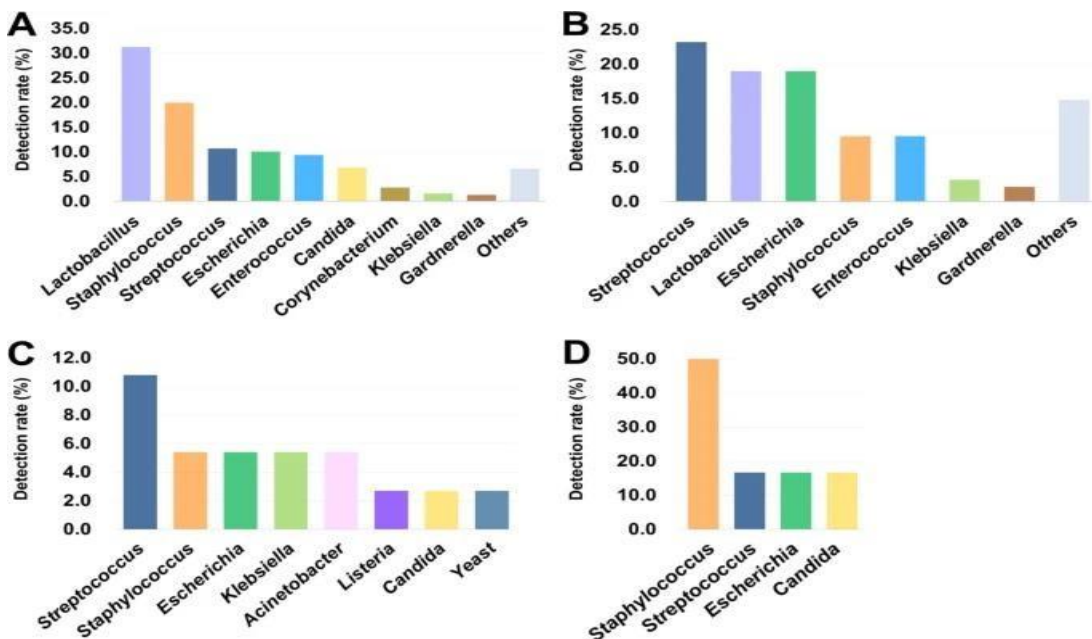 A
Detection rate (%)
35.0
30.0
25.0
20.0
15.0
10.0
5.0
0.0
Lactobacillus
Staphylococcus
Streptococcus
Escherichia
Enterococcus
Candida
Corynebacterium
Klebsiella
Gardnerella
Others
B
Detection rate (%)
25.0
20.0
15.0
10.0
5.0
0.0
Streptococcus
Lactobacillus
Escherichia
Staphylococcus
Enterococcus
Klebsiella
Gardnerella
Others
C
Detection rate (%)
12.0
10.0
8.0
6.0
4.0
2.0
0.0
Streptococcus
Staphylococcus
Escherichia
Klebsiella
Acinetobacter
Listeria
Candida
Yeast
D
Detection rate (%)
50.0
40.0
30.0
20.0
10.0
0.0
Staphylococcus
Streptococcus
Escherichia
Candida